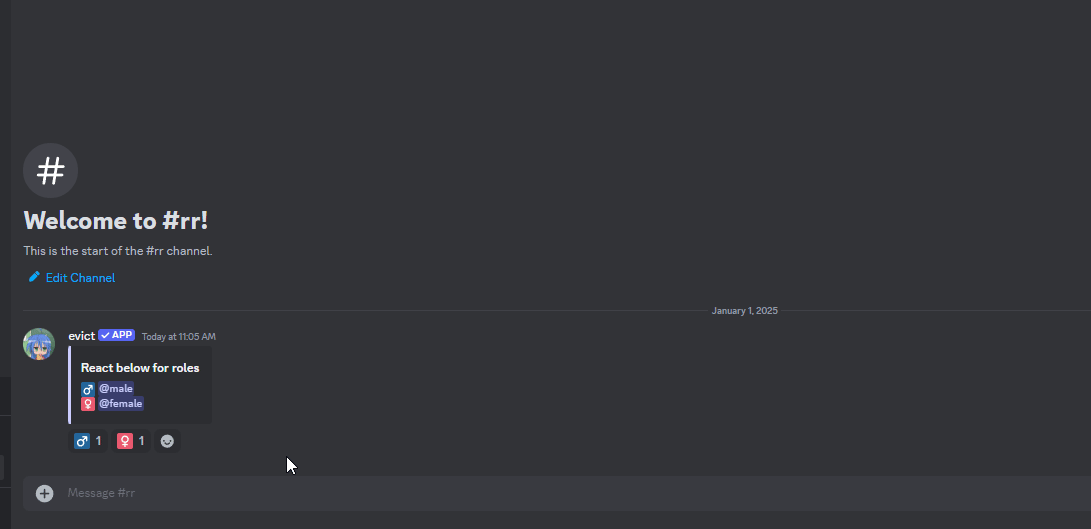 Welcome to #rr!
This is the start of the #rr channel.
Edit Channel
January 1, 2025
evict APP Today at 11:05 AM
React below for roles
@male
@female
1 1
Message #rr